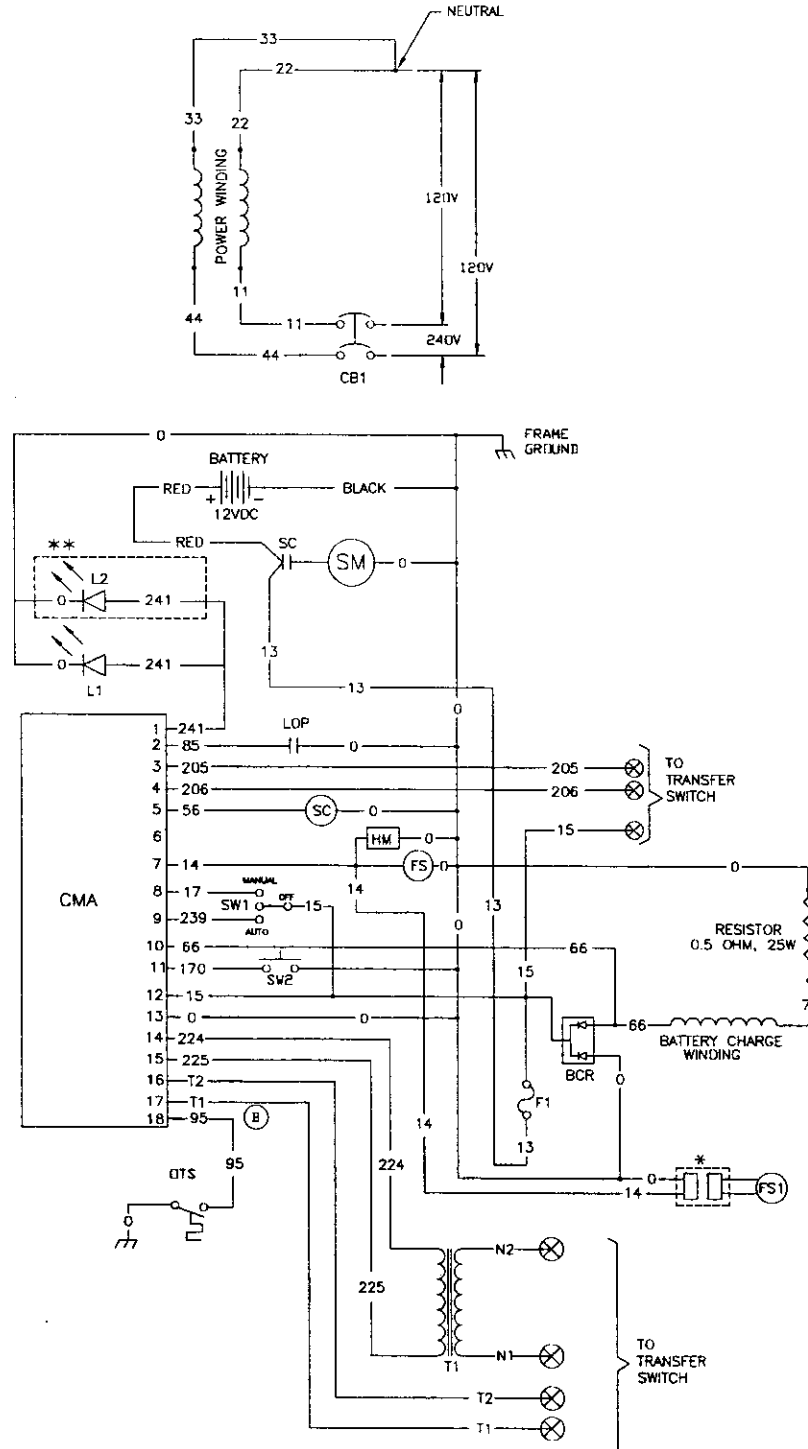 NEUTRAL
33
22
33
22
POWER WINDING
120V
120V
11
44
11
240V
44
CB1
0
FRAME
GROUND
BATTERY
RED
+
-
BLACK
12VDC
RED
SC
SM
0
**
L2
0
241
13
0
241
L1
13
0
1
241
2
85
LOP
0
3
205
205
TO
TRANSFER
SWITCH
4
206
206
5
56
SC
0
15
6
HM
0
7
14
FS
0
0
CMA
MANUAL
14
13
8
17
SW1
OFF
15
RESISTOR
0.5 OHM, 25W
9
239
AUTO
0
10
66
66
11
170
SW2
15
12
15
7
13
0
0
66
BATTERY CHARGE
WINDING
14
224
BCR
0
15
225
16
T2
F1
17
T1
14
18
95
B
13
95
224
*
OTS
0
14
FS1
0
N2
225
N1
T1
TO
TRANSFER
SWITCH
T2
T1